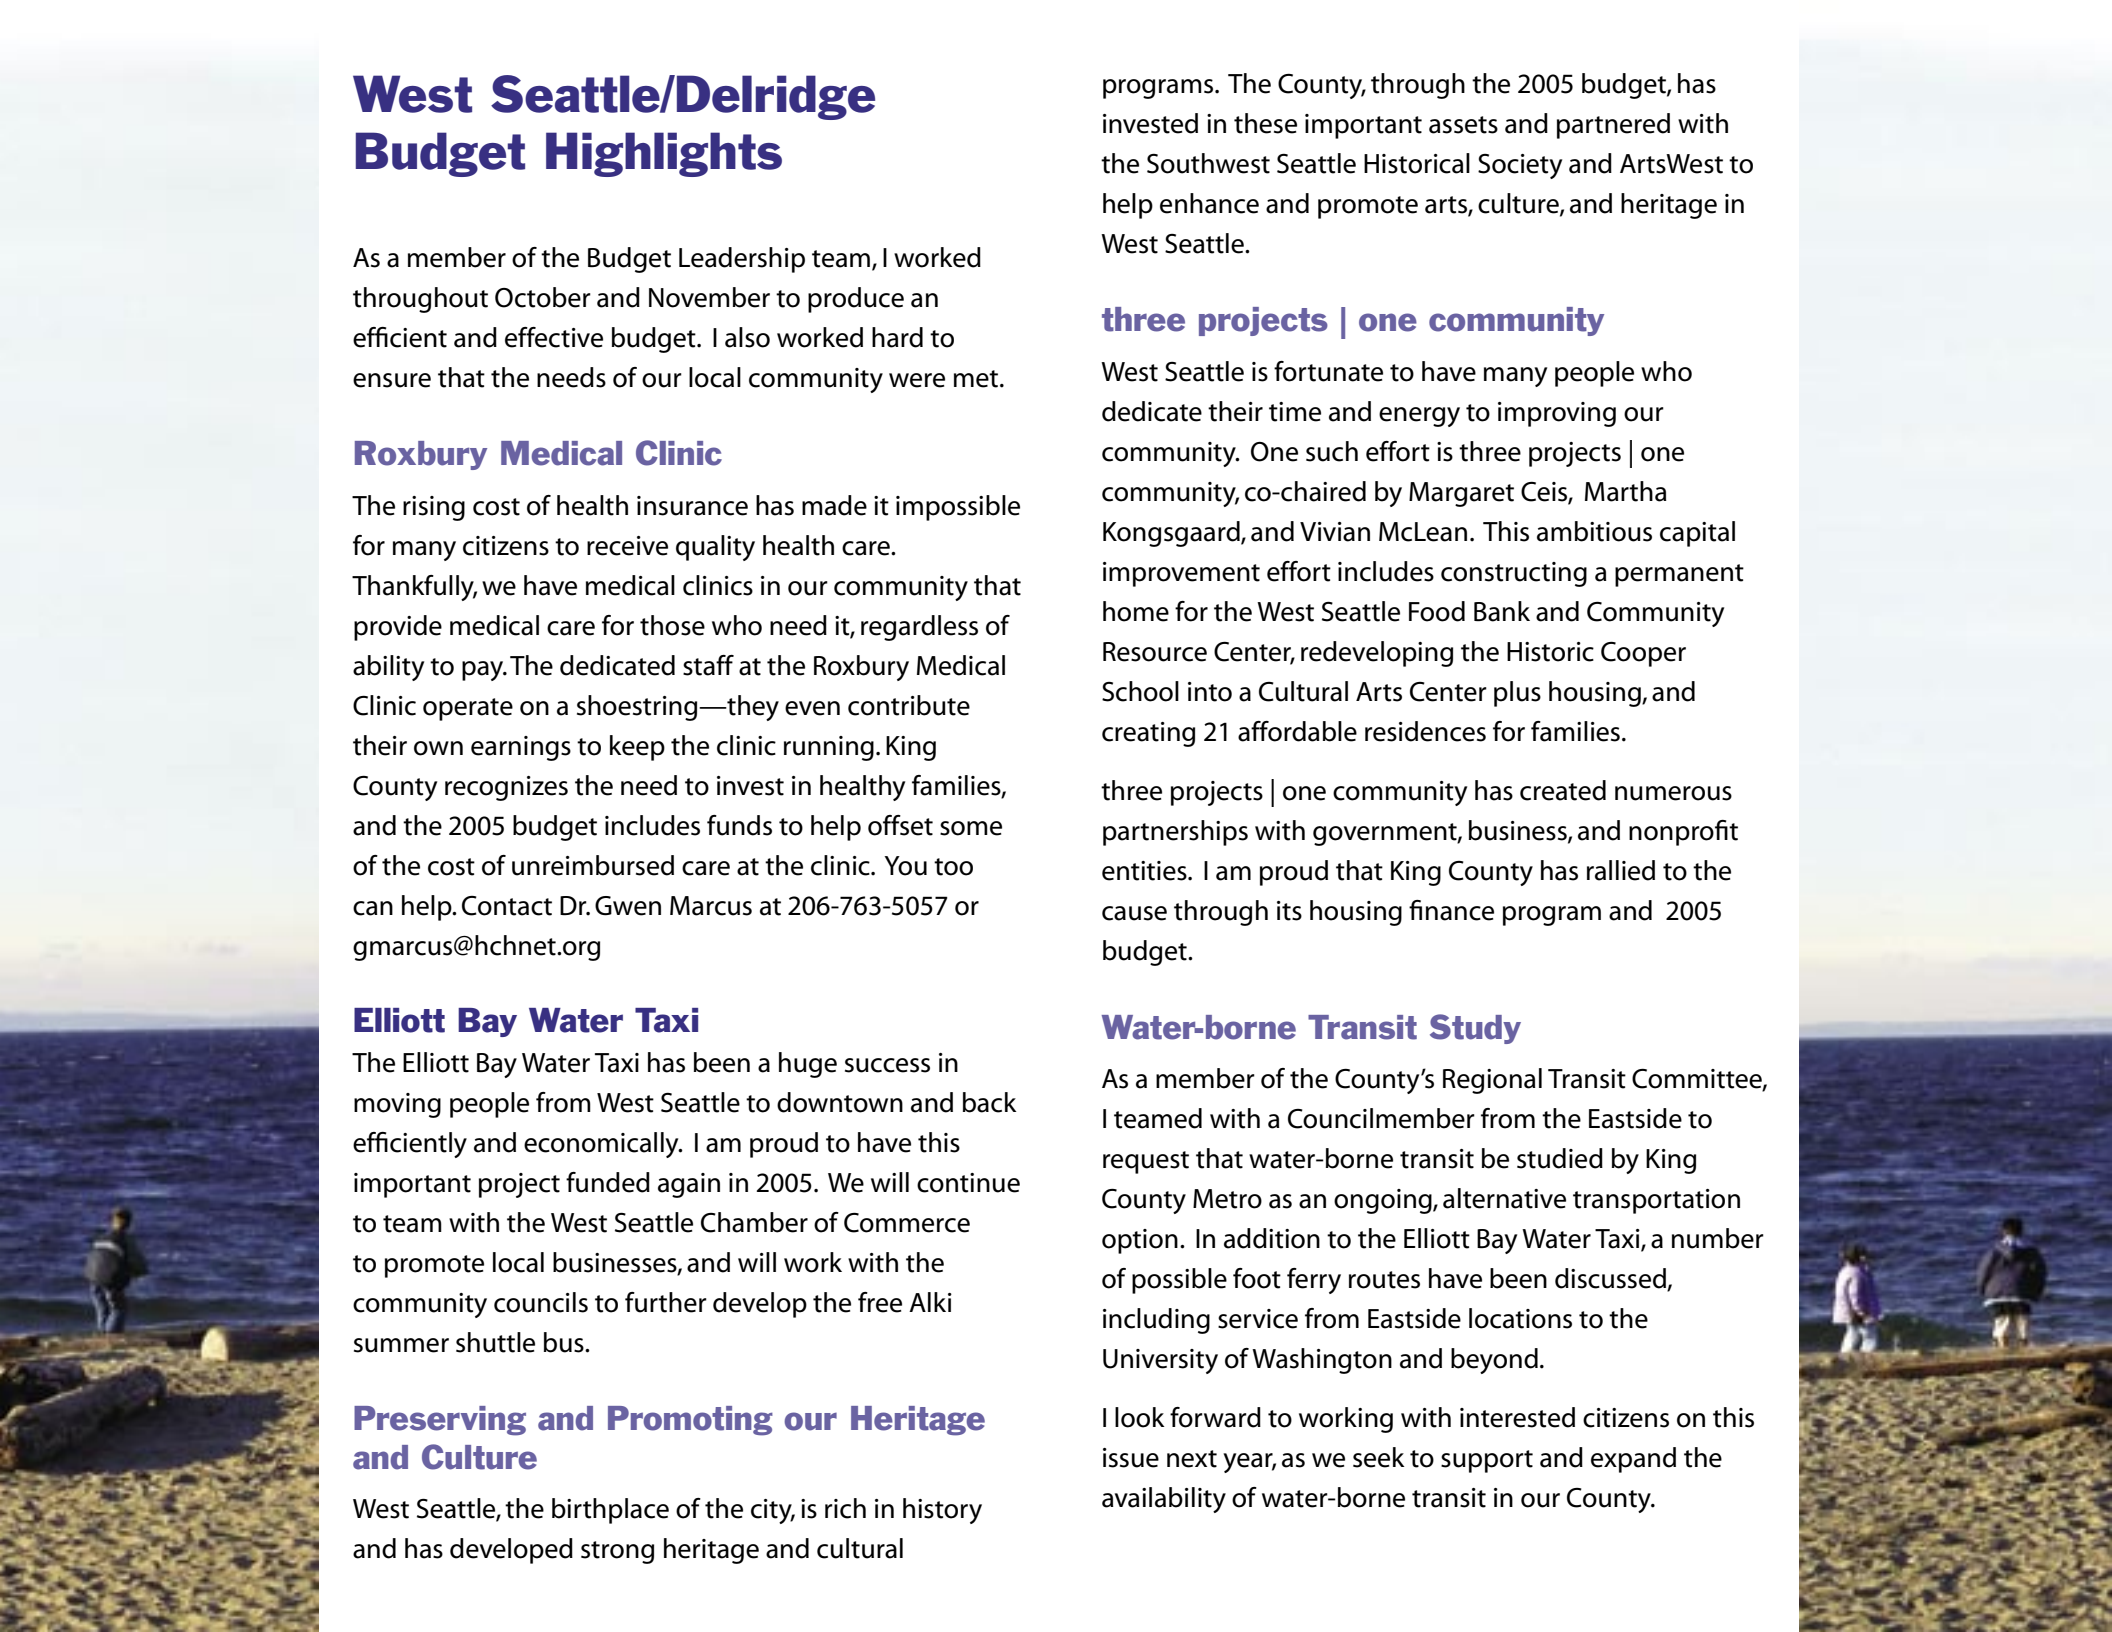 West Seattle/Delridge
Budget Highlights
As a member of the Budget Leadership team, I worked
throughout October and November to produce an
efficient and effective budget.  I also worked hard to
ensure that the needs of our local community were met.
Roxbury Medical Clinic
The rising cost of health insurance has made it impossible
for many citizens to receive quality health care.
Thankfully, we have medical clinics in our community that
provide medical care for those who need it, regardless of
ability to pay. The dedicated staff at the Roxbury Medical
Clinic operate on a shoestring—they even contribute
their own earnings to keep the clinic running. King
County recognizes the need to invest in healthy families,
and the 2005 budget includes funds to help offset some
of the cost of unreimbursed care at the clinic.  You too
can help. Contact Dr. Gwen Marcus at 206-763-5057 or
gmarcus@hchnet.org
Elliott Bay Water Taxi
The Elliott Bay Water Taxi has been a huge success in
moving people from West Seattle to downtown and back
efficiently and economically.  I am proud to have this
important project funded again in 2005.  We will continue
to team with the West Seattle Chamber of Commerce
to promote local businesses, and will work with the
community councils to further develop the free Alki
summer shuttle bus.
Preserving and Promoting our Heritage
and Culture
West Seattle, the birthplace of the city, is rich in history
and has developed strong heritage and cultural
programs.  The County, through the 2005 budget, has
invested in these important assets and partnered with
the Southwest Seattle Historical Society and ArtsWest to
help enhance and promote arts, culture, and heritage in
West Seattle.
three projects | one community
West Seattle is fortunate to have many people who
dedicate their time and energy to improving our
community.  One such effort is three projects | one
community, co-chaired by Margaret Ceis,  Martha
Kongsgaard, and Vivian McLean.  This ambitious capital
improvement effort includes constructing a permanent
home for the West Seattle Food Bank and Community
Resource Center, redeveloping the Historic Cooper
School into a Cultural Arts Center plus housing, and
creating 21 affordable residences for families.
three projects | one community has created numerous
partnerships with government, business, and nonprofit
entities.  I am proud that King County has rallied to the
cause through its housing finance program and  2005
budget.
Water-borne Transit Study
As a member of the County’s Regional Transit Committee,
I teamed with a Councilmember from the Eastside to
request that water-borne transit be studied by King
County Metro as an ongoing, alternative transportation
option.  In addition to the Elliott Bay Water Taxi, a number
of possible foot ferry routes have been discussed,
including service from Eastside locations to the
University of Washington and beyond.
I look forward to working with interested citizens on this
issue next year, as we seek to support and expand the
availability of water-borne transit in our County.